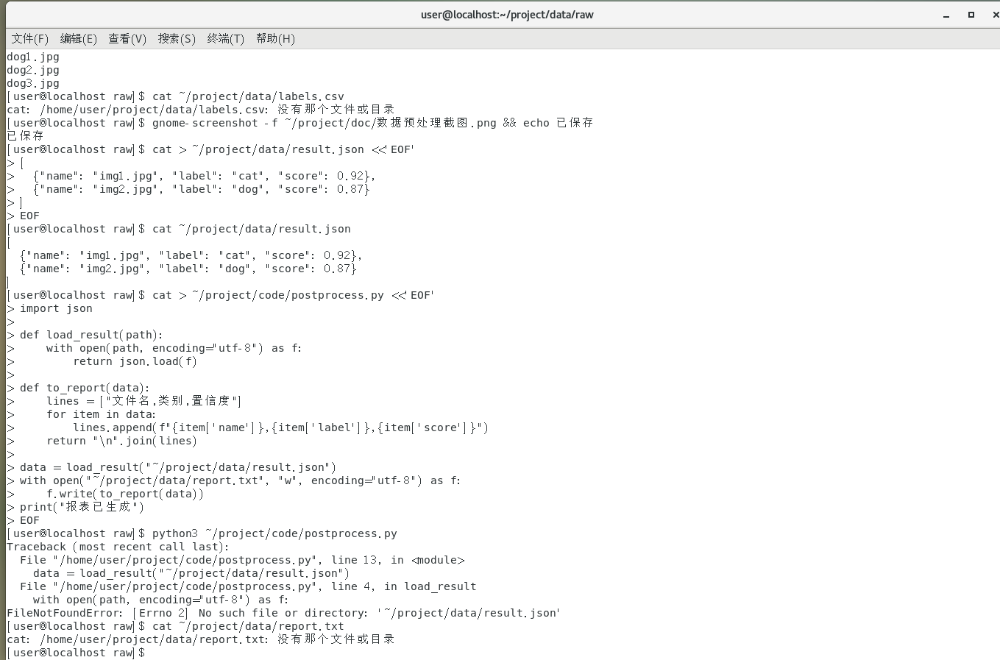 user@localhost:~/project/data/raw
文件(F) 编辑(E) 查看(V) 搜索(S) 终端(T) 帮助(H)
dog1.jpg
dog2.jpg
dog3.jpg
[user@localhost raw]$ cat ~/project/data/labels.csv
cat: /home/user/project/data/labels.csv: 没有那个文件或目录
[user@localhost raw]$ gnome-screenshot -f ~/project/doc/数据预处理截图.png && echo 已保存
已保存
[user@localhost raw]$ cat > ~/project/data/result.json <<'EOF'
> [
>   {"name": "img1.jpg", "label": "cat", "score": 0.92},
>   {"name": "img2.jpg", "label": "dog", "score": 0.87}
> ]
> EOF
[user@localhost raw]$ cat ~/project/data/result.json
[
  {"name": "img1.jpg", "label": "cat", "score": 0.92},
  {"name": "img2.jpg", "label": "dog", "score": 0.87}
]
[user@localhost raw]$ cat > ~/project/code/postprocess.py <<'EOF'
> import json
>
> def load_result(path):
>     with open(path, encoding="utf-8") as f:
>         return json.load(f)
>
> def to_report(data):
>     lines = ["文件名,类别,置信度"]
>     for item in data:
>         lines.append(f"{item['name']},{item['label']},{item['score']}")
>     return "\n".join(lines)
>
> data = load_result("~/project/data/result.json")
> with open("~/project/data/report.txt", "w", encoding="utf-8") as f:
>     f.write(to_report(data))
> print("报表已生成")
> EOF
[user@localhost raw]$ python3 ~/project/code/postprocess.py
Traceback (most recent call last):
  File "/home/user/project/code/postprocess.py", line 13, in <module>
    data = load_result("~/project/data/result.json")
  File "/home/user/project/code/postprocess.py", line 4, in load_result
    with open(path, encoding="utf-8") as f:
FileNotFoundError: [Errno 2] No such file or directory: '~/project/data/result.json'
[user@localhost raw]$ cat ~/project/data/report.txt
cat: /home/user/project/data/report.txt: 没有那个文件或目录
[user@localhost raw]$